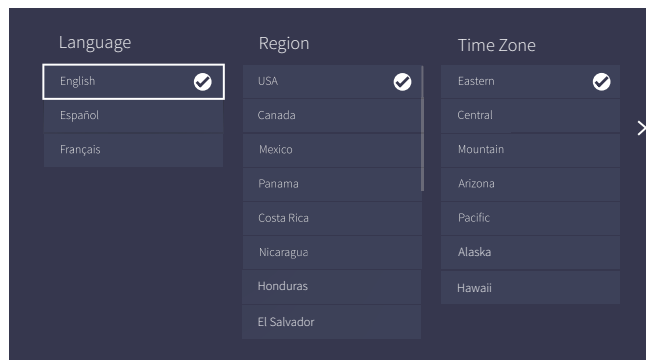 Language
English
Español
Français
Region
USA
Canada
Mexico
Panama
Costa Rica
Nicaragua
Honduras
El Salvador
Time Zone
Eastern
Central
Mountain
Arizona
Pacific
Alaska
Hawaii